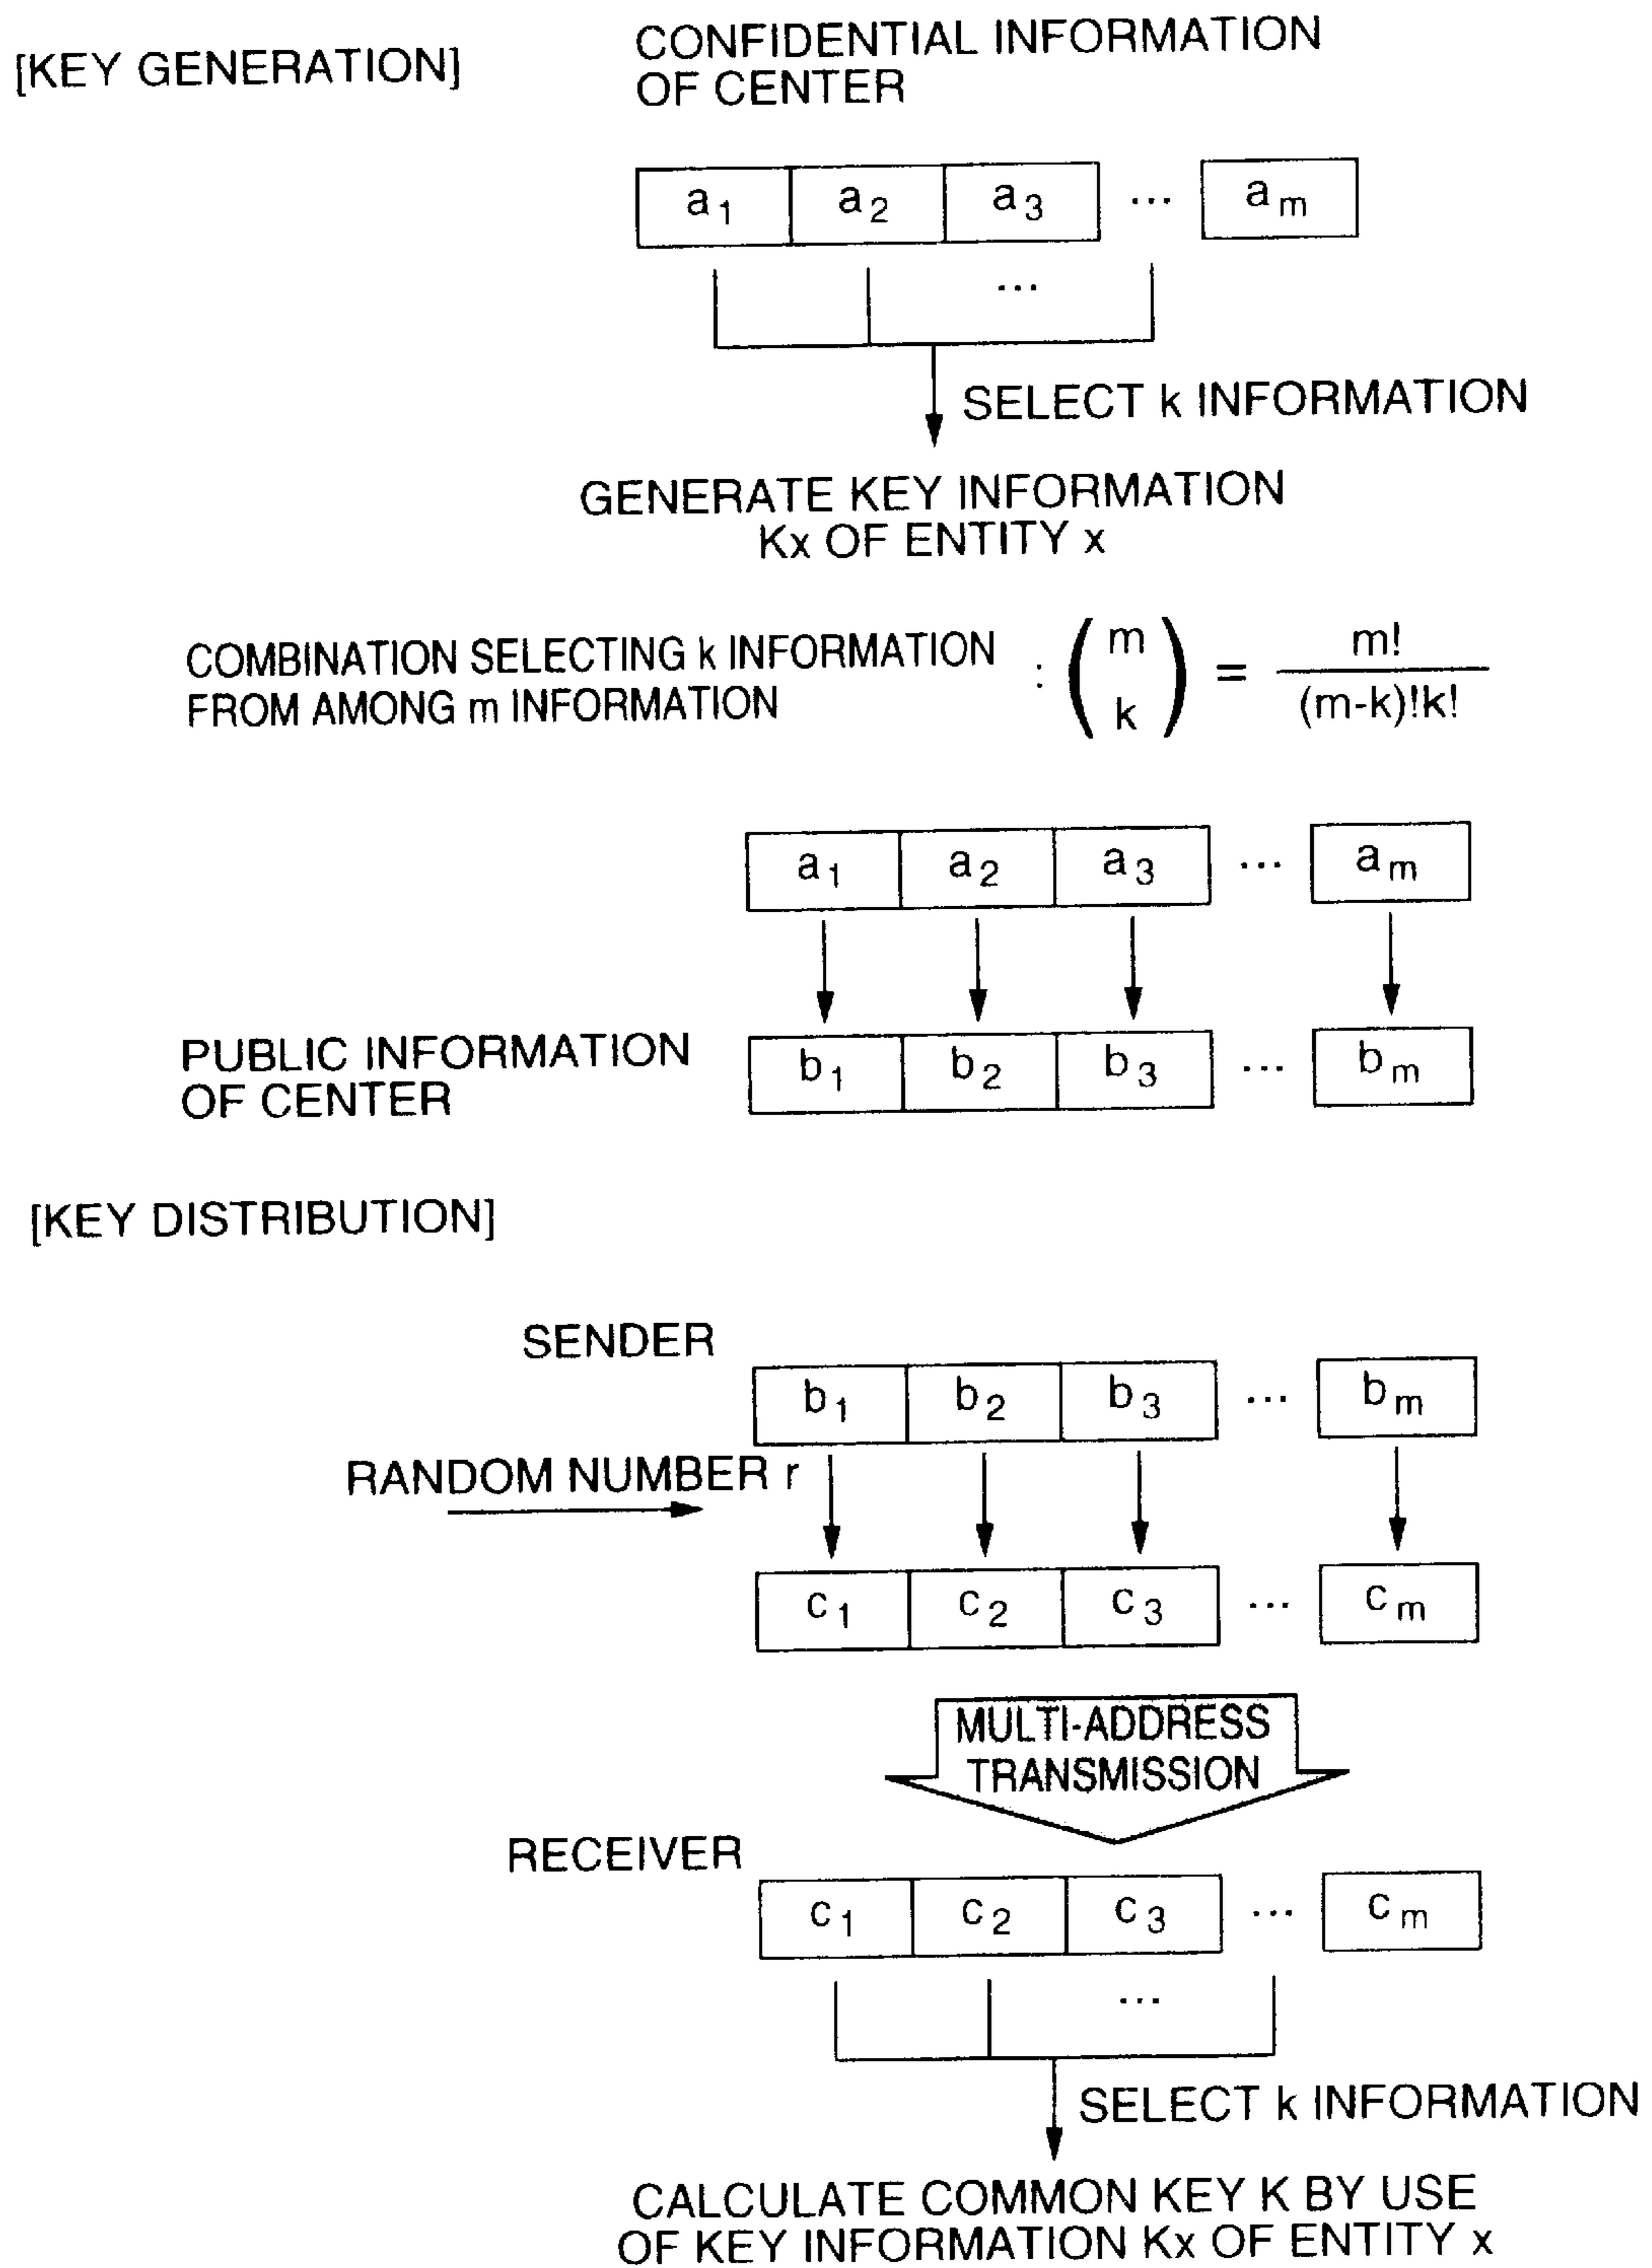 [KEY GENERATION]
CONFIDENTIAL INFORMATION
OF CENTER
a1 a2 a3 ... am
...
SELECT k INFORMATION
GENERATE KEY INFORMATION
Kx OF ENTITY x
COMBINATION SELECTING k INFORMATION
FROM AMONG m INFORMATION
: (m k) = m! / (m-k)!k!
a1 a2 a3 ... am
PUBLIC INFORMATION
OF CENTER
b1 b2 b3 ... bm
[KEY DISTRIBUTION]
SENDER
b1 b2 b3 ... bm
RANDOM NUMBER r
c1 c2 c3 ... cm
MULTI-ADDRESS
TRANSMISSION
RECEIVER
c1 c2 c3 ... cm
...
SELECT k INFORMATION
CALCULATE COMMON KEY K BY USE
OF KEY INFORMATION Kx OF ENTITY x